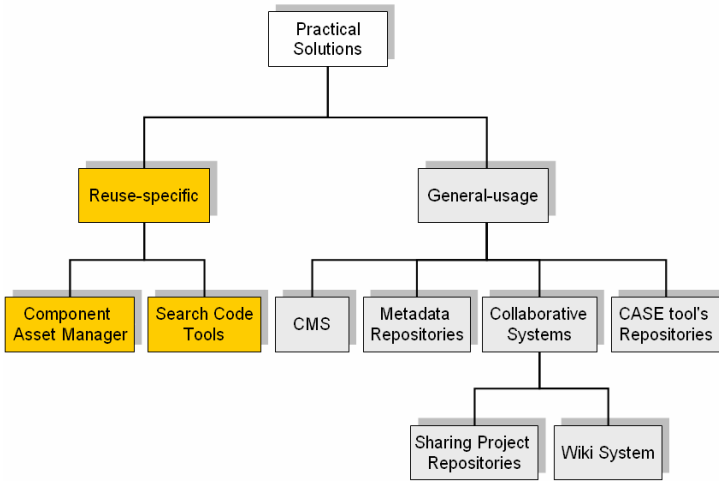 Practical
Solutions
Reuse-specific
General-usage
Component
Asset Manager
Search Code
Tools
CMS
Metadata
Repositories
Collaborative
Systems
CASE tool's
Repositories
Sharing Project
Repositories
Wiki System